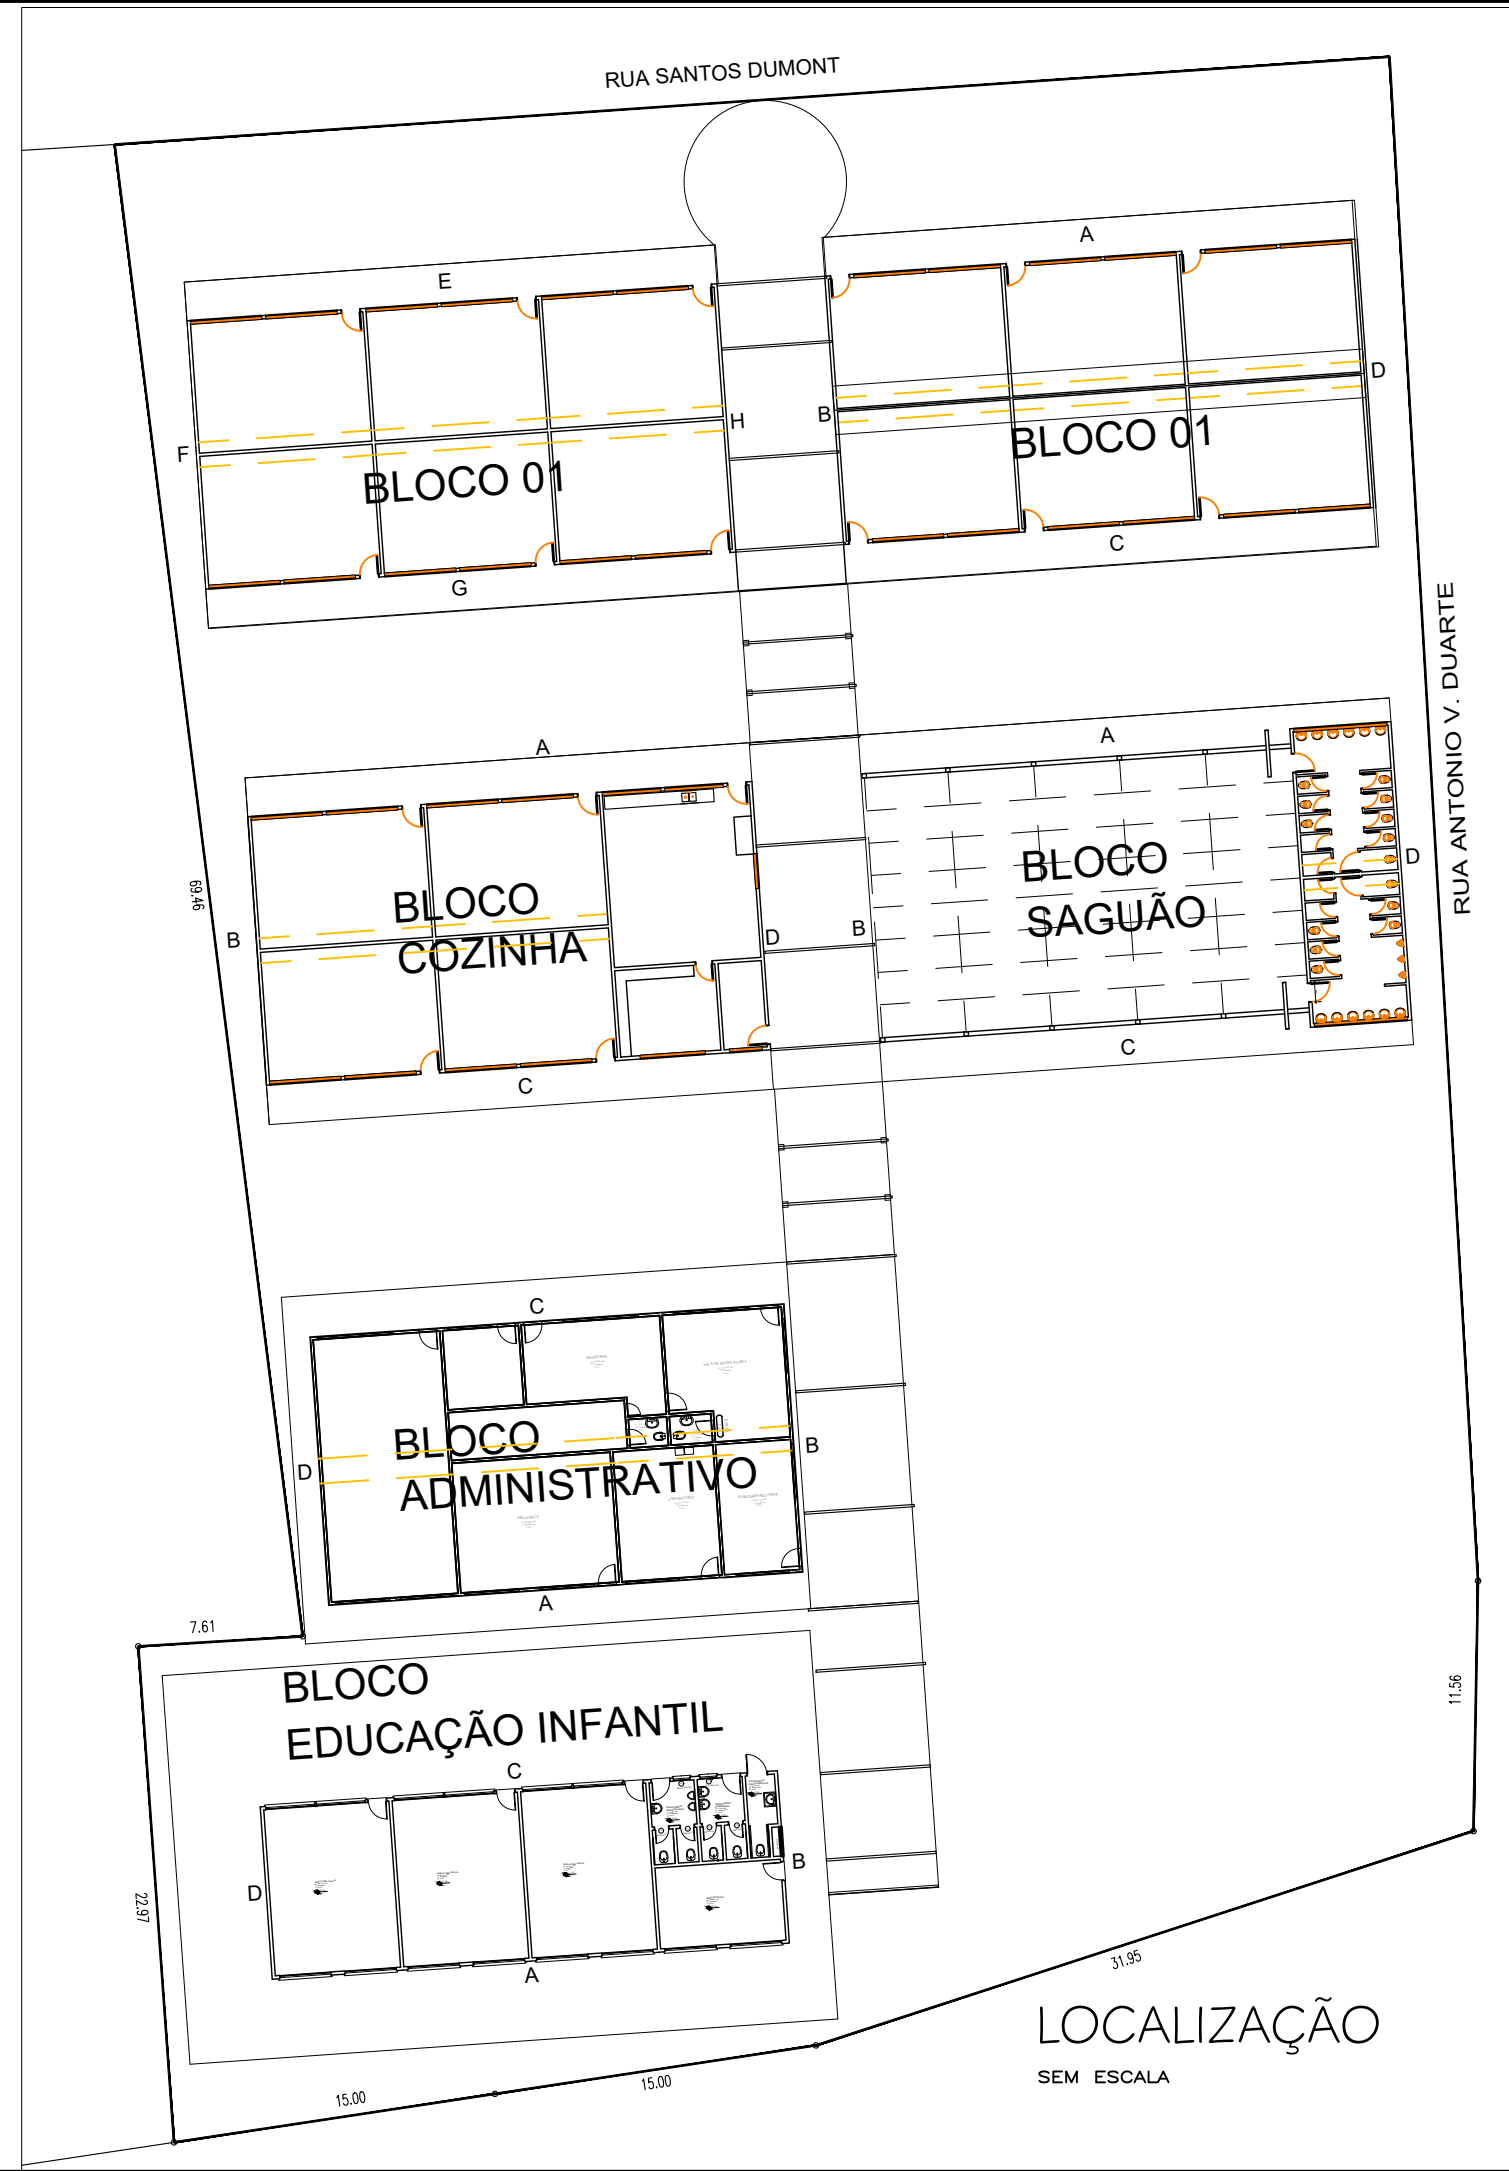 RUA SANTOS DUMONT
A
E
D
B
H
F
BLOCO 01
BLOCO 01
C
G
RUA ANTONIO V. DUARTE
A
A
69.46
BLOCO
COZINHA
B
D
BLOCO
SAGUÃO
B
D
C
C
C
BLOCO
ADMINISTRATIVO
D
B
A
7.61
BLOCO
EDUCAÇÃO INFANTIL
11.56
C
D
B
22.97
A
31.95
15.00
15.00
LOCALIZAÇÃO
SEM ESCALA